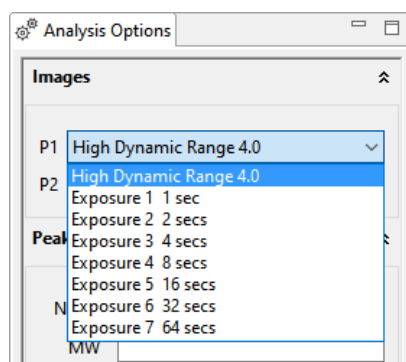 Analysis Options
Images
P1 High Dynamic Range 4.0
P2 High Dynamic Range 4.0
Exposure 1 1 sec
Exposure 2 2 secs
Exposure 3 4 secs
Peak
Exposure 4 8 secs
Exposure 5 16 secs
N Exposure 6 32 secs
Exposure 7 64 secs
MW